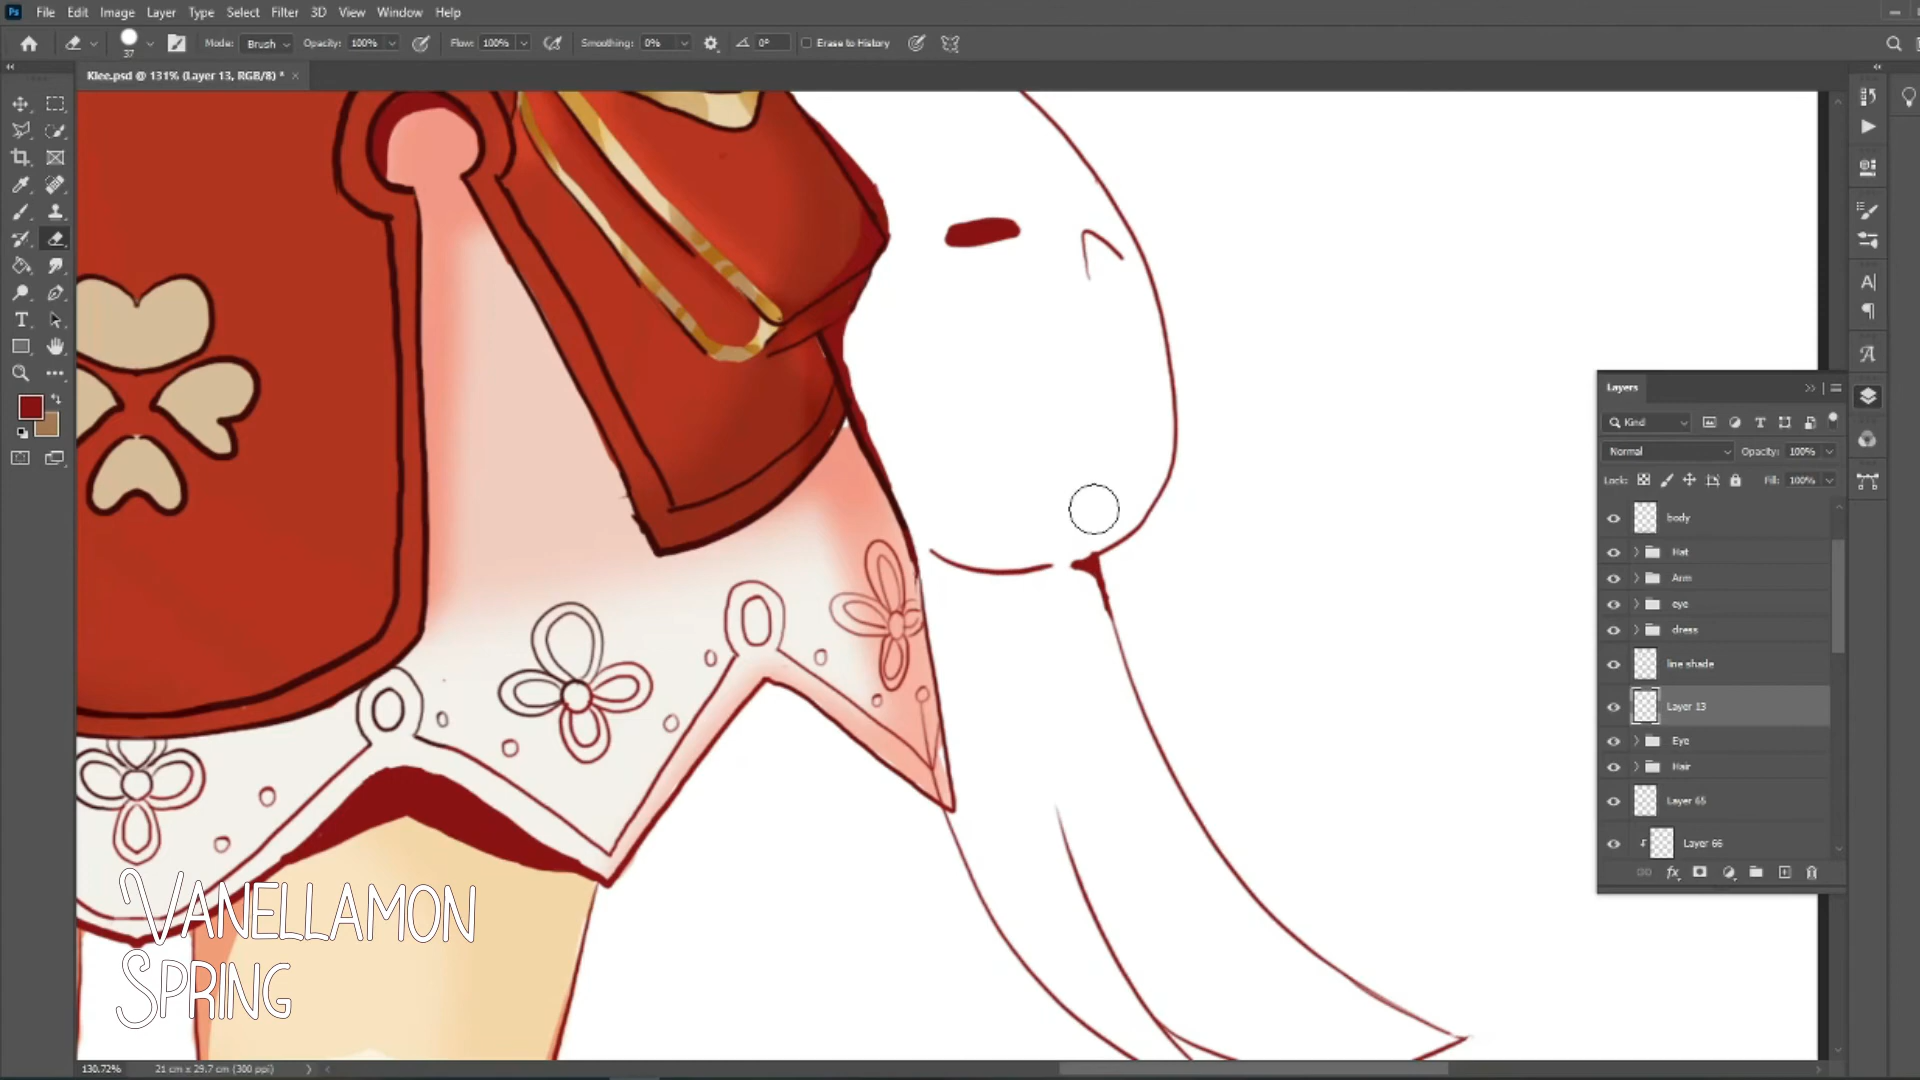 Ps File Edit Image Layer Type Select Filter 3D View Window Help
37 Mode: Brush Opacity: 100% Flow: 100% Smoothing: 0% 0° Erase to History
Klee.psd @ 131% (Layer 13, RGB/8) *
Layers
Kind
Normal Opacity: 100%
Lock: Fill: 100%
body
Hat
Arm
eye
dress
line shade
Layer 13
Eye
Hair
Layer 65
Layer 66
VANELLAMON
SPRING
130.72% 21 cm x 29.7 cm (300 ppi)